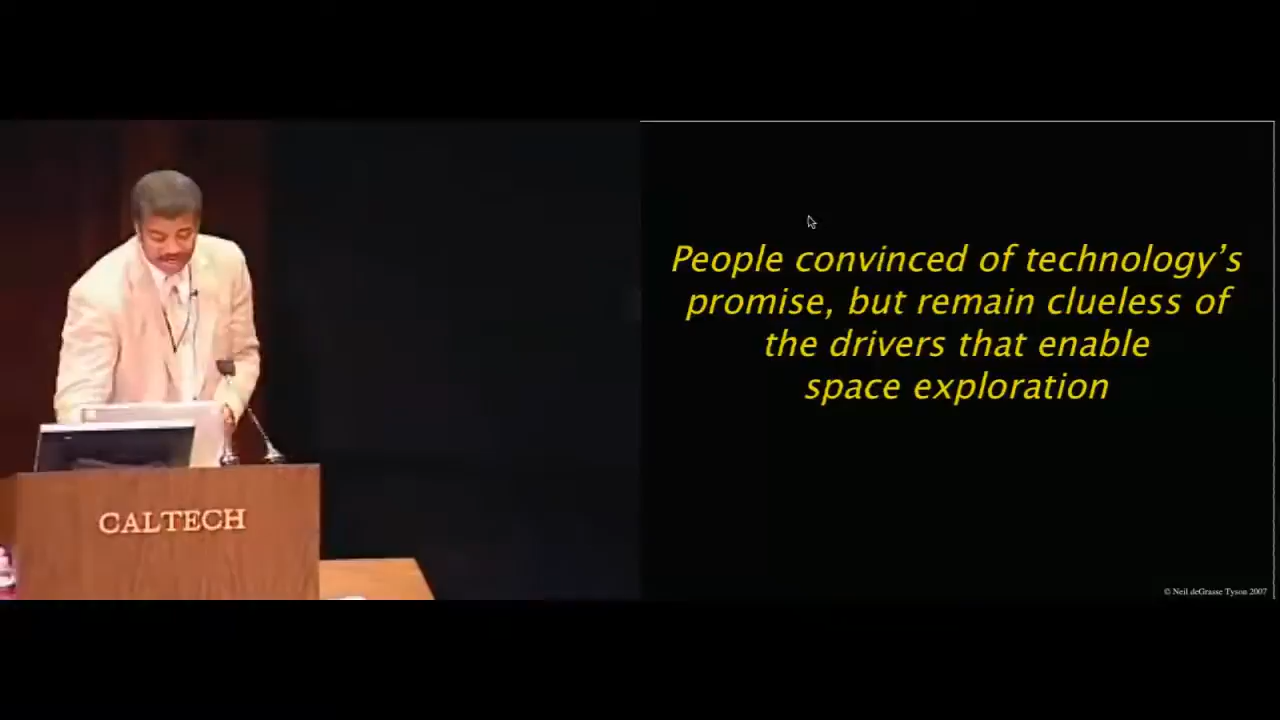 People convinced of technology's
promise, but remain clueless of
the drivers that enable
space exploration
CALTECH
© Neil deGrasse Tyson 2007